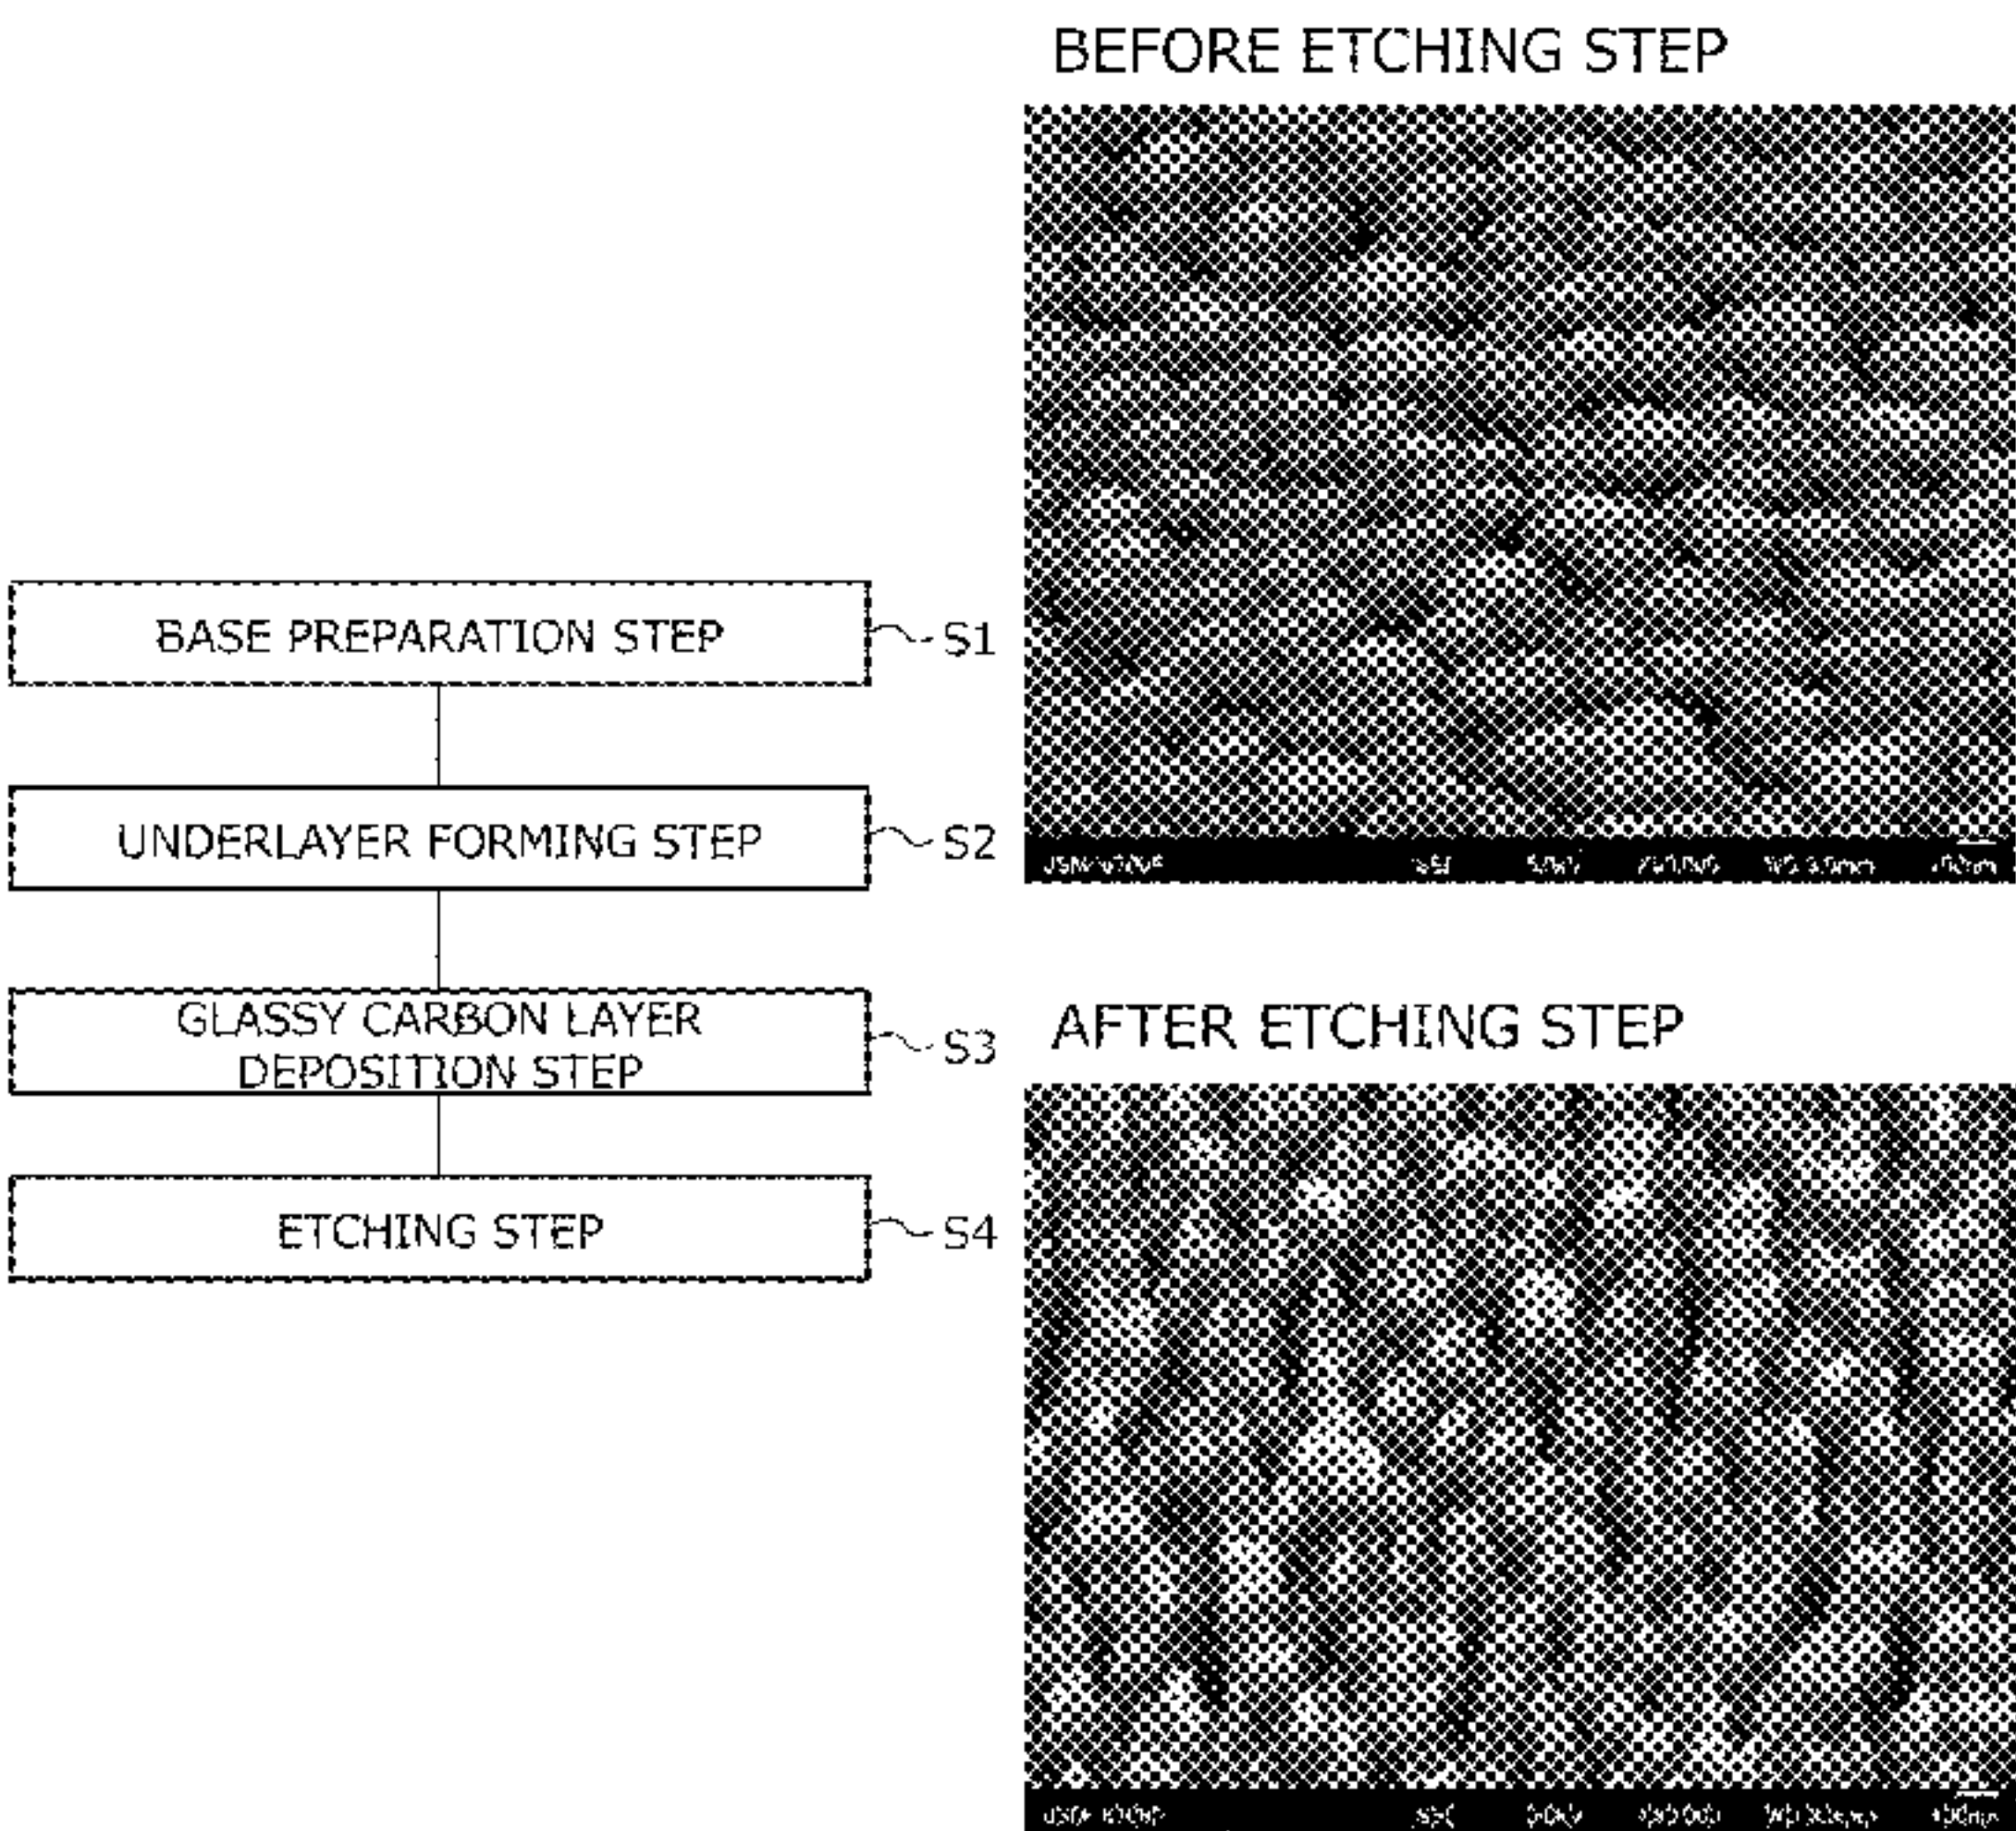 BEFORE ETCHING STEP
BASE PREPARATION STEP
S1
UNDERLAYER FORMING STEP
S2
GLASSY CARBON LAYER
DEPOSITION STEP
S3
ETCHING STEP
S4
AFTER ETCHING STEP